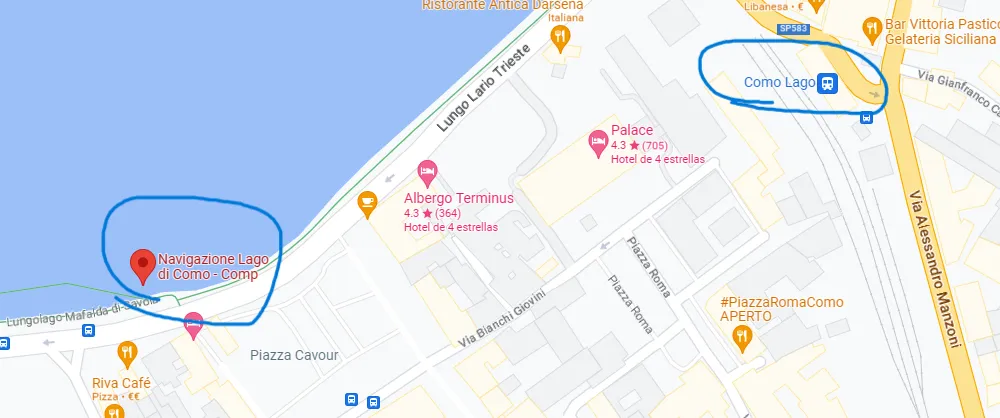 Ristorante Antica Darsena
Italiana
Libanese • €
SP583
Bar Vittoria Pastic
Gelateria Siciliana
Como Lago
Via Gianfranco Ca
Lungo Lario Trieste
Palace
4.3 ★ (705)
Hotel de 4 estrellas
Albergo Terminus
4.3 ★ (364)
Hotel de 4 estrellas
Via Alessandro Manzoni
Navigazione Lago
di Como - Comp
Piazza Roma
Piazza Roma
Lungolago Mafalda di Savoia
Via Bianchi Giovini
#PiazzaRomaComo
APERTO
Piazza Cavour
Riva Café
Pizza • €€